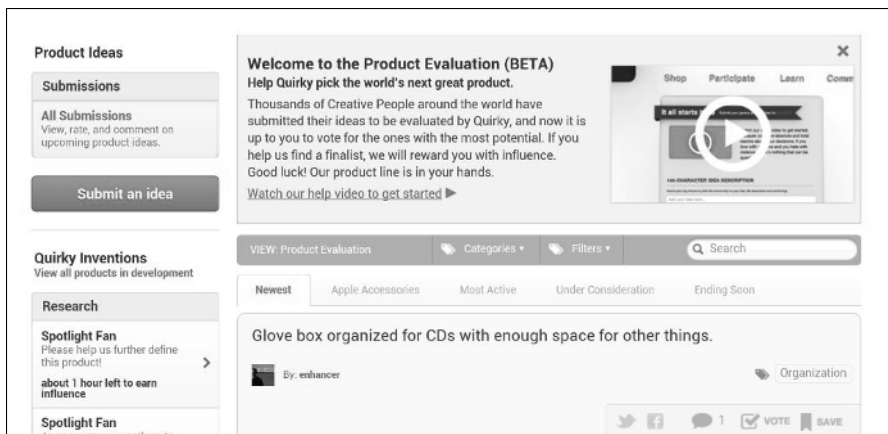 Product Ideas
Submissions
All Submissions
View, rate, and comment on
upcoming product ideas.
Submit an idea
Quirky Inventions
View all products in development
Research
Spotlight Fan
Please help us further define
this product!
about 1 hour left to earn
influence
Spotlight Fan
Welcome to the Product Evaluation (BETA)
Help Quirky pick the world's next great product.
Thousands of Creative People around the world have
submitted their ideas to be evaluated by Quirky, and now it is
up to you to vote for the ones with the most potential. If you
help us find a finalist, we will reward you with influence.
Good luck! Our product line is in your hands.
Watch our help video to get started
Shop Participate Learn Comm
It all starts
140-CHARACTER IDEA DESCRIPTION
VIEW: Product Evaluation Categories Filters Search
Newest Apple Accessories Most Active Under Consideration Ending Soon
Glove box organized for CDs with enough space for other things.
By: enhancer Organization
1 VOTE SAVE